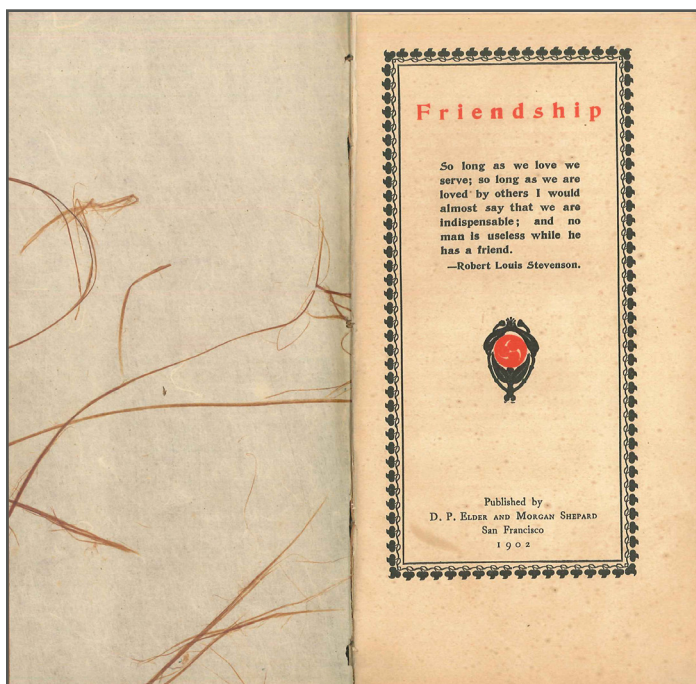 Friendship
So long as we love we
serve; so long as we are
loved by others I would
almost say that we are
indispensable; and no
man is useless while he
has a friend.
—Robert Louis Stevenson.
Published by
D. P. Elder and Morgan Shepard
San Francisco
1902